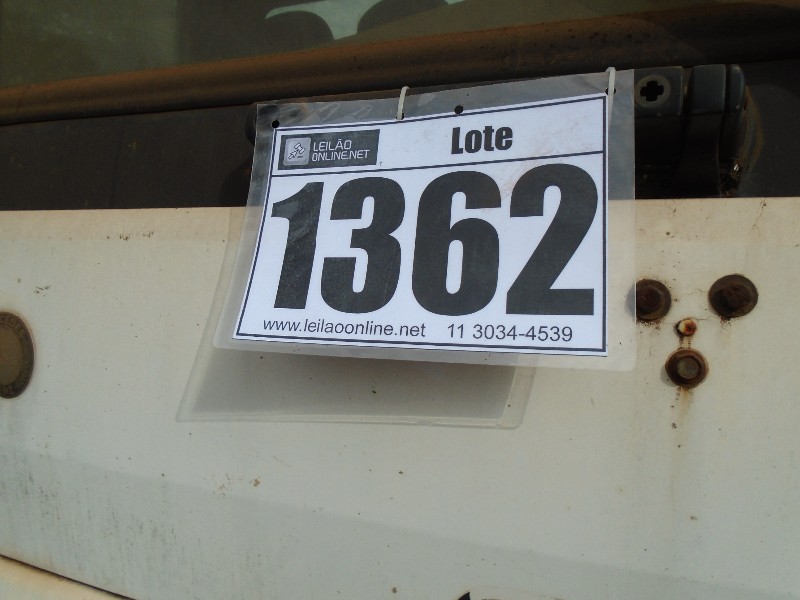 LEILÃO
ONLINE.NET
Lote
1362
www.leilaoonline.net 11 3034-4539